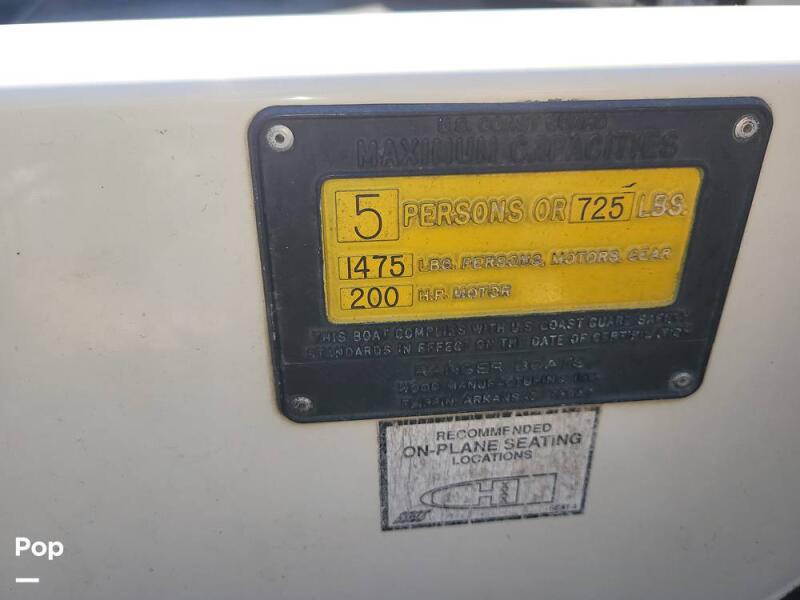 U.S. COAST GUARD
MAXIMUM CAPACITIES
5 PERSONS OR 725 LBS.
1475 LBS. PERSONS, MOTORS, GEAR
200 H.P. MOTOR
THIS BOAT COMPLIES WITH U.S. COAST GUARD SAFETY
STANDARDS IN EFFECT ON THE DATE OF CERTIFICATION
RANGER BOATS
WOOD MANUFACTURING
FLIPPIN, ARKANSAS
RECOMMENDED
ON-PLANE SEATING
LOCATIONS
Pop